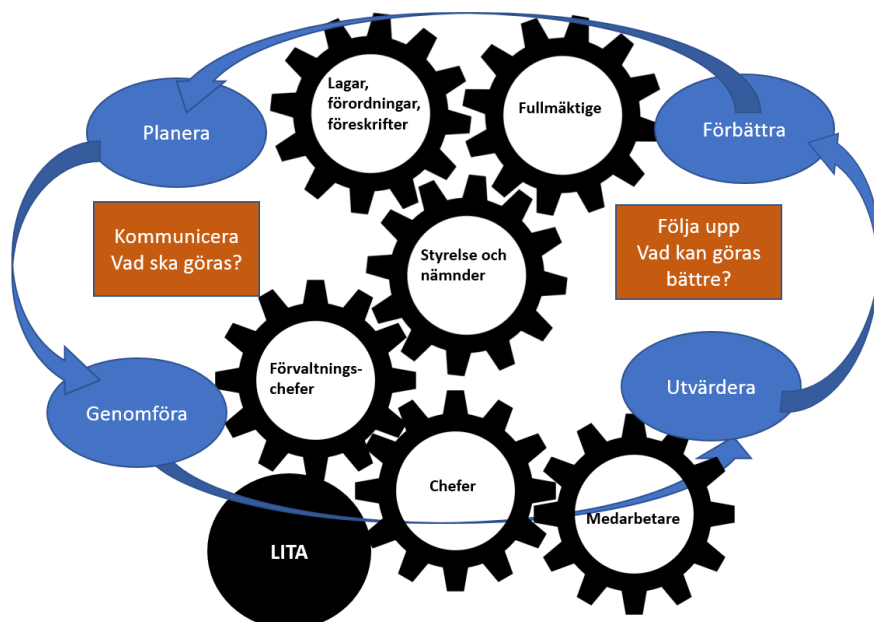 Lagar,
förordningar,
föreskrifter
Fullmäktige
Planera
Förbättra
Kommunicera
Vad ska göras?
Följa upp
Vad kan göras
bättre?
Styrelse och
nämnder
Förvaltnings-
chefer
Utvärdera
Genomföra
Chefer
Medarbetare
LITA